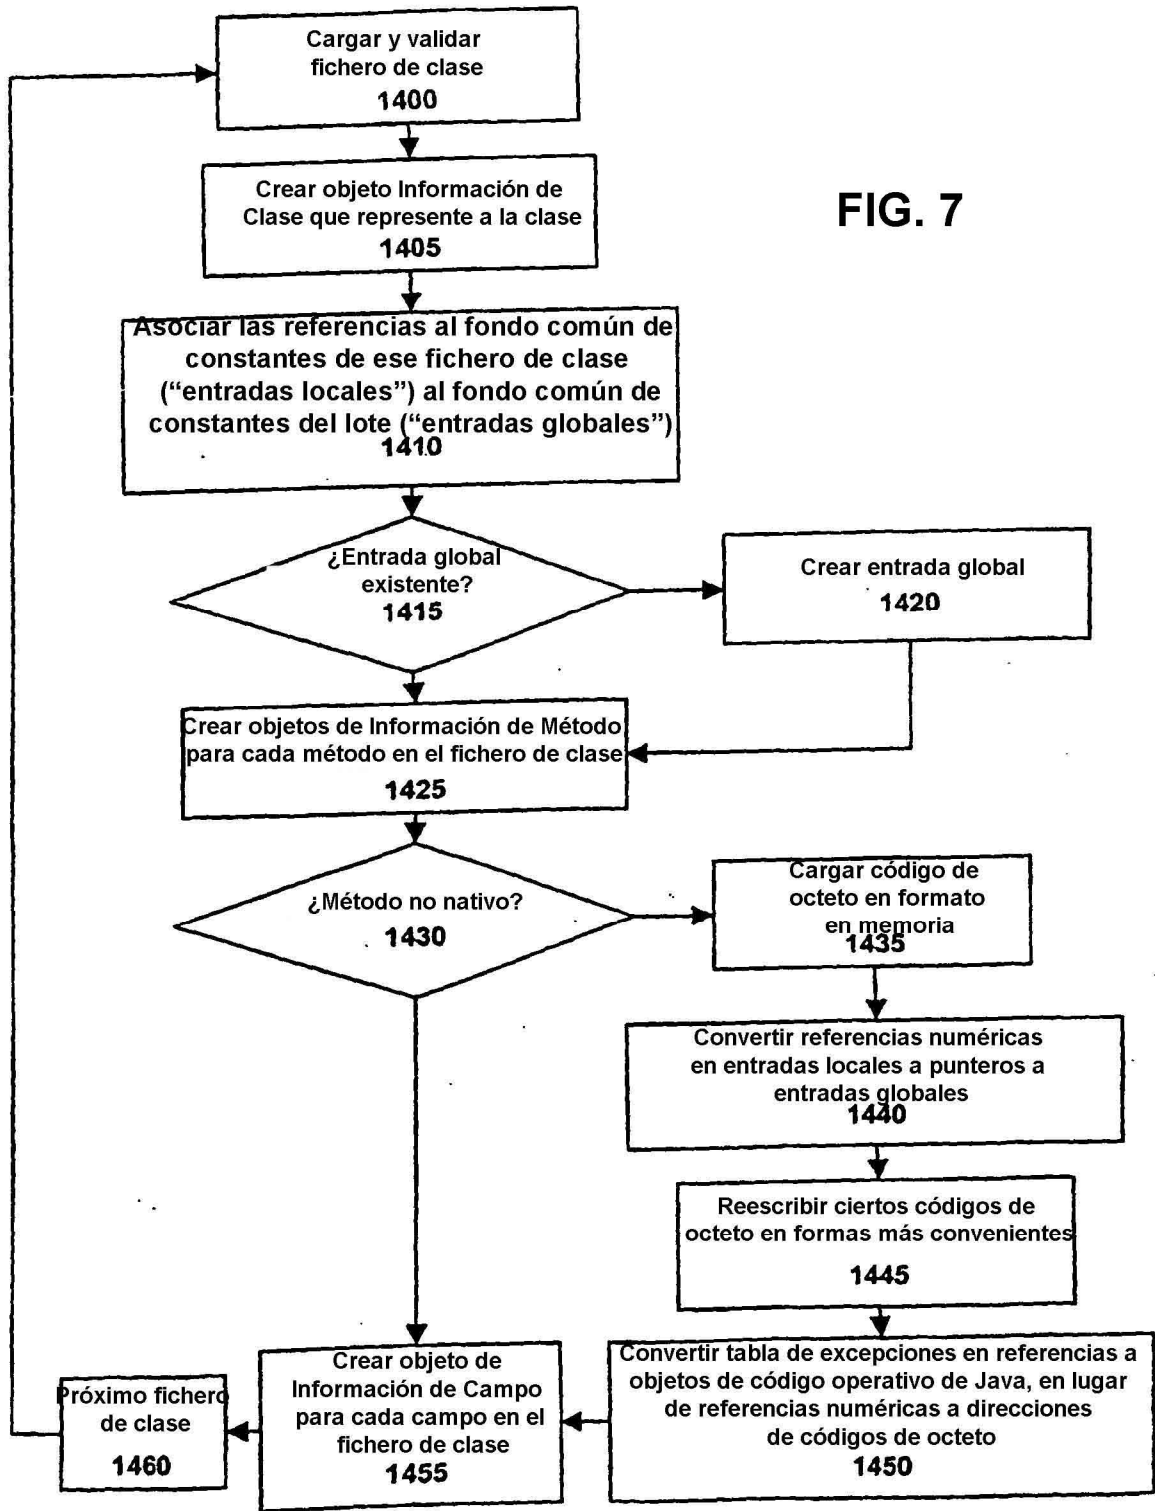 Cargar y validar
fichero de clase
1400
Crear objeto Información de
Clase que represente a la clase
1405
FIG. 7
Asociar las referencias al fondo común de
constantes de ese fichero de clase
(“entradas locales”) al fondo común de
constantes del lote (“entradas globales”)
1410
¿Entrada global
existente?
1415
Crear entrada global
1420
Crear objetos de Información de Método
para cada método en el fichero de clase
1425
¿Método no nativo?
1430
Cargar código de
octeto en formato
en memoria
1435
Convertir referencias numéricas
en entradas locales a punteros a
entradas globales
1440
Reescribir ciertos códigos de
octeto en formas más convenientes
1445
Convertir tabla de excepciones en referencias a
objetos de código operativo de Java, en lugar
de referencias numéricas a direcciones
de códigos de octeto
1450
Crear objeto de
Información de Campo
para cada campo en el
fichero de clase
1455
Próximo fichero
de clase
1460